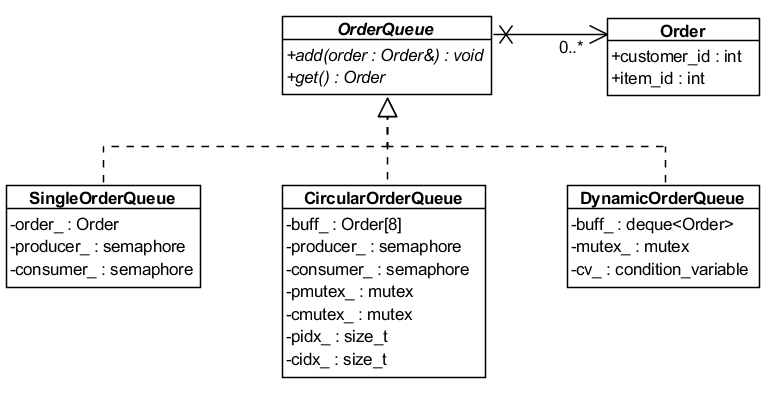 OrderQueue
+add(order : Order&) : void
+get() : Order
0..*
Order
+customer_id : int
+item_id : int
SingleOrderQueue
-order_ : Order
-producer_ : semaphore
-consumer_ : semaphore
CircularOrderQueue
-buff_ : Order[8]
-producer_ : semaphore
-consumer_ : semaphore
-pmutex_ : mutex
-cmutex_ : mutex
-pidx_ : size_t
-cidx_ : size_t
DynamicOrderQueue
-buff_ : deque<Order>
-mutex_ : mutex
-cv_ : condition_variable